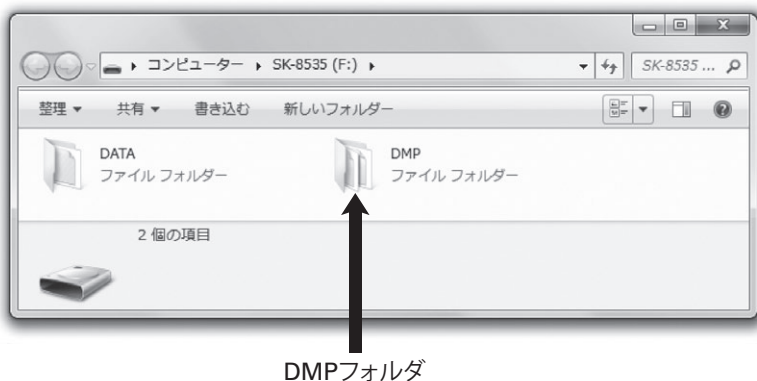 コンピューター ▸ SK-8535 (F:) ▸
SK-8535 ...
整理 ▼ 共有 ▼ 書き込む 新しいフォルダー
DATA
ファイル フォルダー
DMP
ファイル フォルダー
2 個の項目
DMPフォルダ